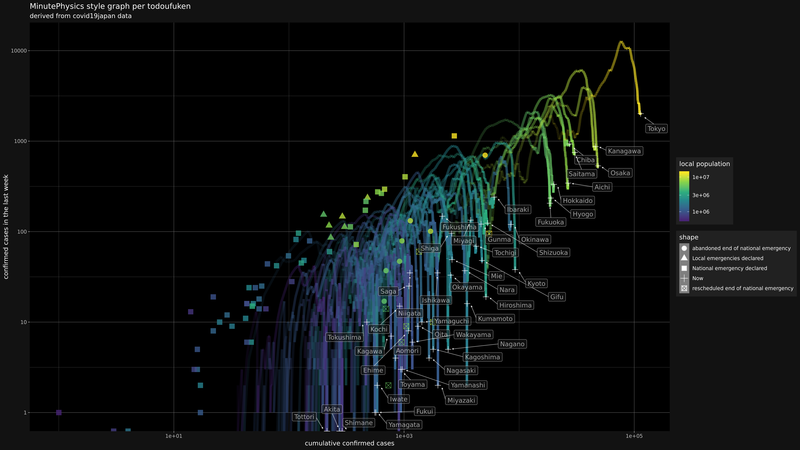 MinutePhysics style graph per todoufuken
derived from covid19japan data
confirmed cases in the last week
10000
1000
100
10
1
Tokyo
Kanagawa
Chiba
Saitama
Osaka
Aichi
Hokkaido
Hyogo
Fukuoka
Ibaraki
Fukushima
Miyagi
Gunma
Okinawa
Shiga
Tochigi
Shizuoka
Mie
Kyoto
Saga
Okayama
Nara
Gifu
Ishikawa
Hiroshima
Niigata
Yamaguchi
Kumamoto
Kochi
Oita
Wakayama
Tokushima
Nagano
Kagawa
Aomori
Kagoshima
Ehime
Nagasaki
Toyama
Yamanashi
Iwate
Miyazaki
Akita
Fukui
Tottori
Shimane
Yamagata
1e+01
1e+03
1e+05
cumulative confirmed cases
local population
1e+07
3e+06
1e+06
shape
abandoned end of national emergency
Local emergencies declared
National emergency declared
Now
rescheduled end of national emergency